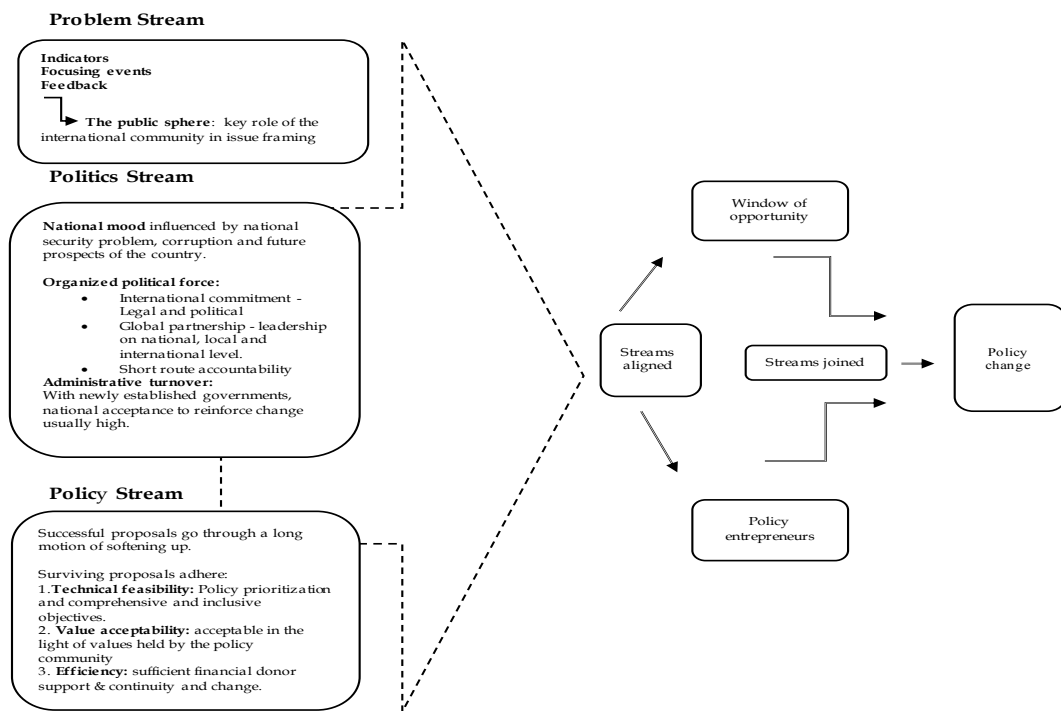 Problem Stream
Indicators
Focusing events
Feedback
The public sphere: key role of the
international community in issue framing
Politics Stream
National mood influenced by national
security problem, corruption and future
prospects of the country.
Organized political force:
• International commitment -
Legal and political
• Global partnership - leadership
on national, local and
international level.
• Short route accountability
Administrative turnover:
With newly established governments,
national acceptance to reinforce change
usually high.
Policy Stream
Successful proposals go through a long
motion of softening up.
Surviving proposals adhere:
1.Technical feasibility: Policy prioritization
and comprehensive and inclusive
objectives.
2. Value acceptability: acceptable in the
light of values held by the policy
community
3. Efficiency: sufficient financial donor
support & continuity and change.
Streams
aligned
Window of
opportunity
Policy
entrepreneurs
Streams joined
Policy
change